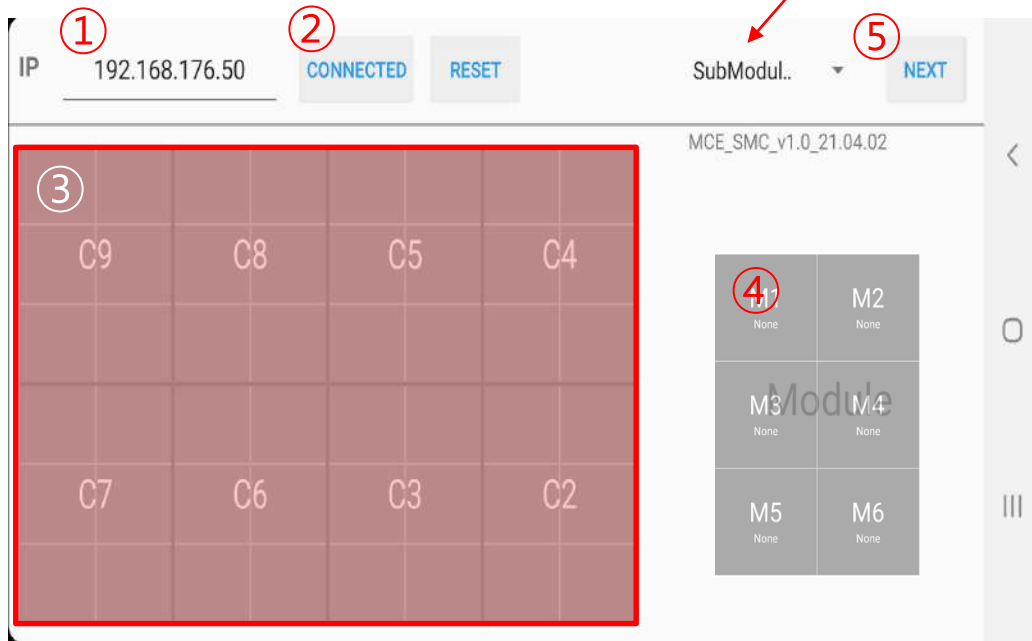 ① ② ⑤
IP 192.168.176.50 CONNECTED RESET SubModul.. NEXT
MCE_SMC_v1.0_21.04.02
③
C9 C8 C5 C4
④
M1 M2
None None
Module
M3 M4
None None
C7 C6 C3 C2
M5 M6
None None